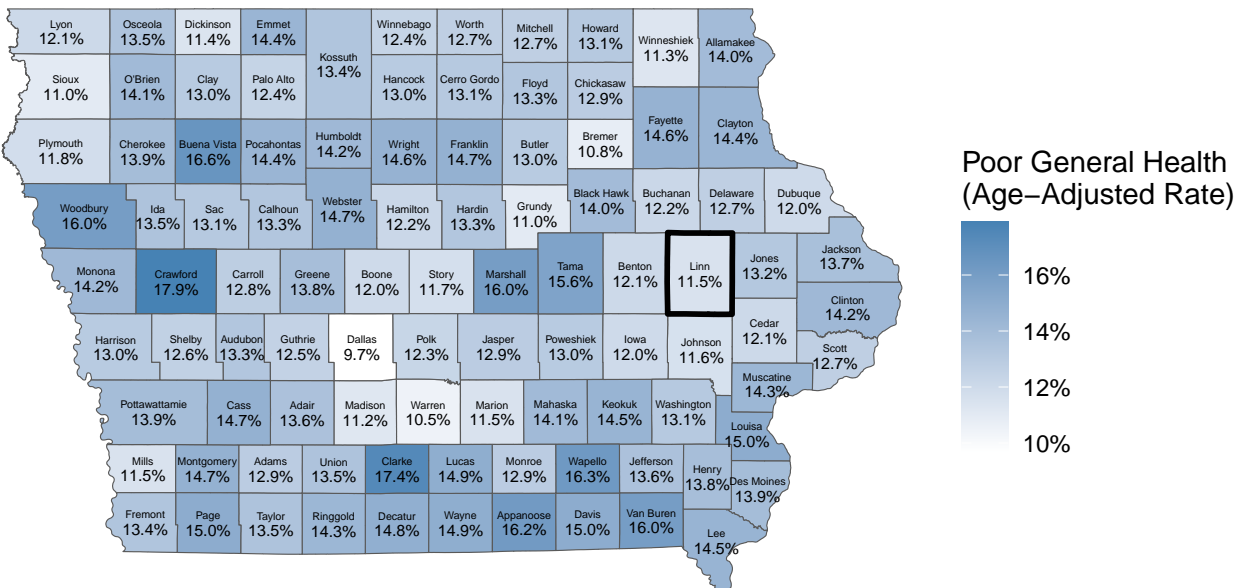 Lyon
12.1%
Osceola
13.5%
Dickinson
11.4%
Emmet
14.4%
Kossuth
13.4%
Winnebago
12.4%
Worth
12.7%
Mitchell
12.7%
Howard
13.1%
Winneshiek
11.3%
Allamakee
14.0%
Sioux
11.0%
O'Brien
14.1%
Clay
13.0%
Palo Alto
12.4%
Hancock
13.0%
Cerro Gordo
13.1%
Floyd
13.3%
Chickasaw
12.9%
Plymouth
11.8%
Cherokee
13.9%
Buena Vista
16.6%
Pocahontas
14.4%
Humboldt
14.2%
Wright
14.6%
Franklin
14.7%
Butler
13.0%
Bremer
10.8%
Fayette
14.6%
Clayton
14.4%
Woodbury
16.0%
Ida
13.5%
Sac
13.1%
Calhoun
13.3%
Webster
14.7%
Hamilton
12.2%
Hardin
13.3%
Grundy
11.0%
Black Hawk
14.0%
Buchanan
12.2%
Delaware
12.7%
Dubuque
12.0%
Monona
14.2%
Crawford
17.9%
Carroll
12.8%
Greene
13.8%
Boone
12.0%
Story
11.7%
Marshall
16.0%
Tama
15.6%
Benton
12.1%
Linn
11.5%
Jones
13.2%
Jackson
13.7%
Clinton
14.2%
Harrison
13.0%
Shelby
12.6%
Audubon
13.3%
Guthrie
12.5%
Dallas
9.7%
Polk
12.3%
Jasper
12.9%
Poweshiek
13.0%
Iowa
12.0%
Johnson
11.6%
Cedar
12.1%
Scott
12.7%
Muscatine
14.3%
Pottawattamie
13.9%
Cass
14.7%
Adair
13.6%
Madison
11.2%
Warren
10.5%
Marion
11.5%
Mahaska
14.1%
Keokuk
14.5%
Washington
13.1%
Louisa
15.0%
Mills
11.5%
Montgomery
14.7%
Adams
12.9%
Union
13.5%
Clarke
17.4%
Lucas
14.9%
Monroe
12.9%
Wapello
16.3%
Jefferson
13.6%
Henry
13.8%
Des Moines
13.9%
Fremont
13.4%
Page
15.0%
Taylor
13.5%
Ringgold
14.3%
Decatur
14.8%
Wayne
14.9%
Appanoose
16.2%
Davis
15.0%
Van Buren
16.0%
Lee
14.5%
Poor General Health
(Age−Adjusted Rate)
16%
14%
12%
10%